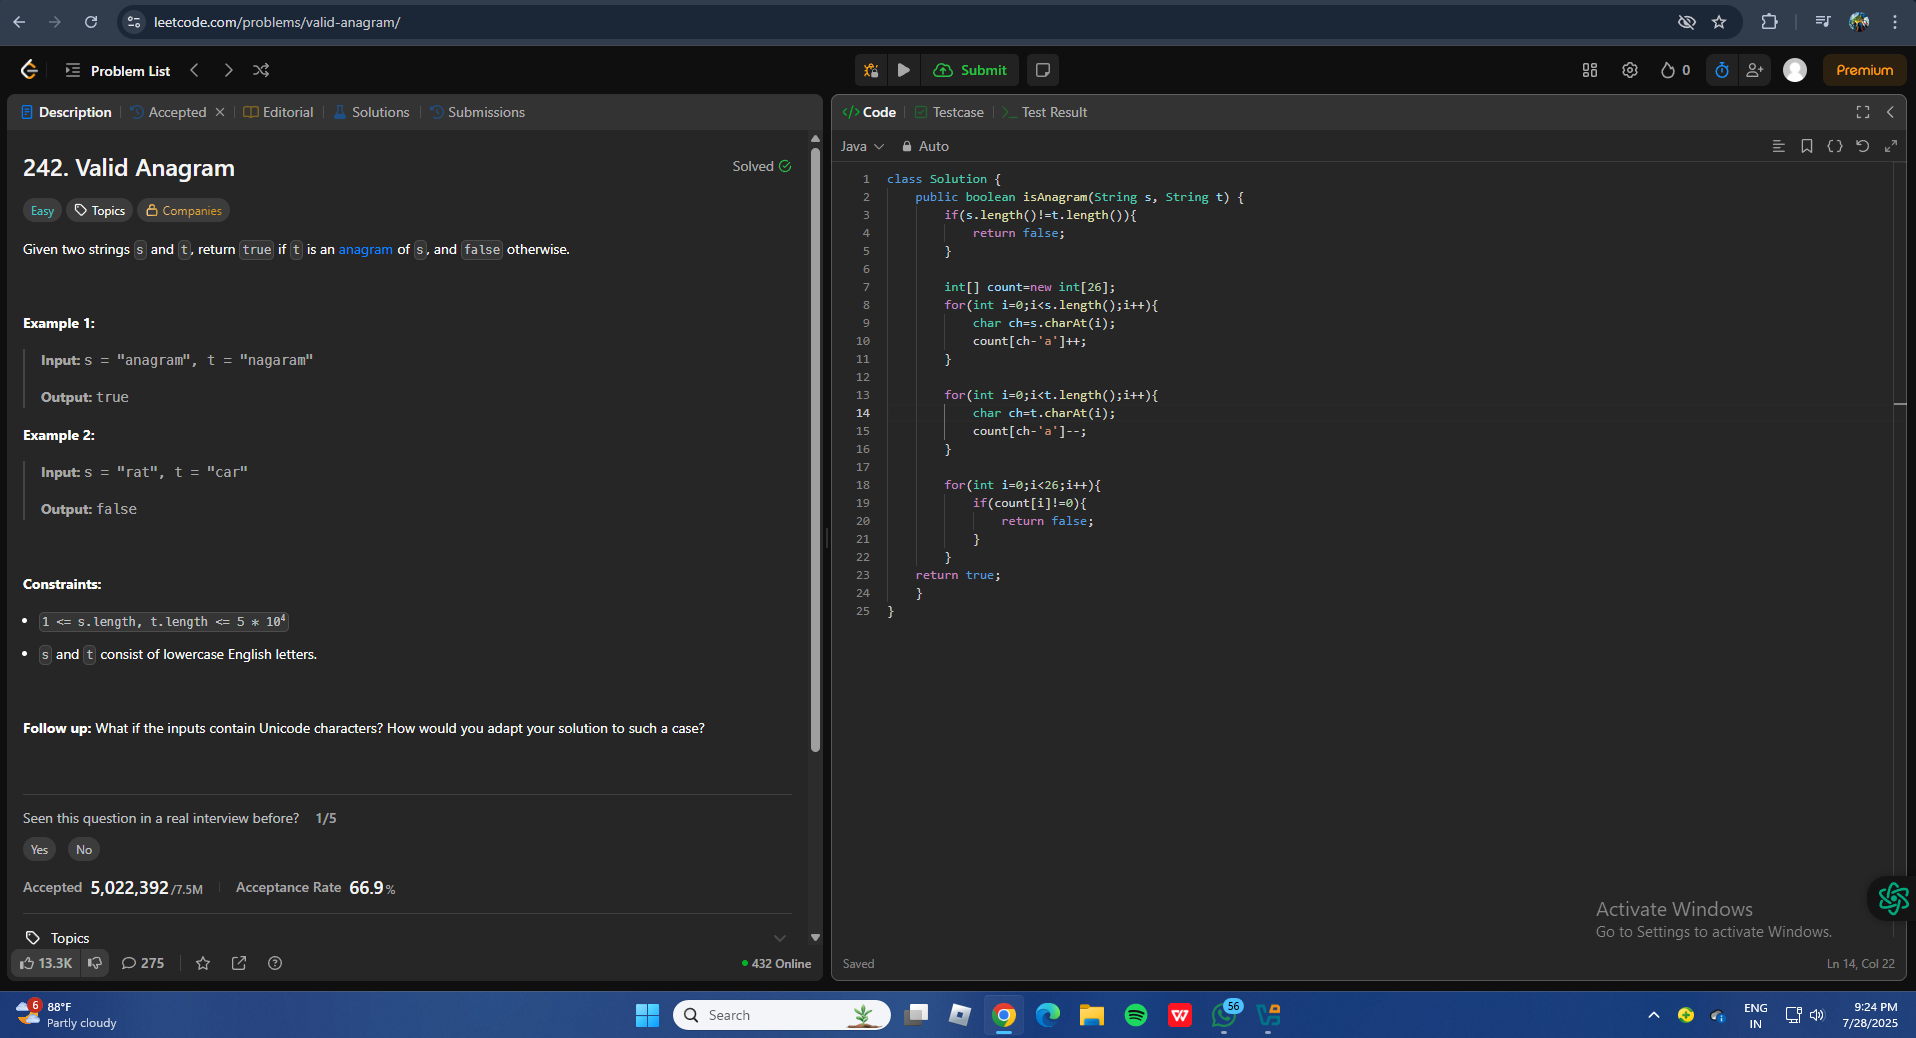 leetcode.com/problems/valid-anagram/
Problem List
Submit
0
Premium
Description
Accepted
Editorial
Solutions
Submissions
242. Valid Anagram
Solved
Easy
Topics
Companies
Given two strings s and t, return true if t is an anagram of s, and false otherwise.
Example 1:
Input: s = "anagram", t = "nagaram"
Output: true
Example 2:
Input: s = "rat", t = "car"
Output: false
Constraints:
1 <= s.length, t.length <= 5 * 10⁴
s and t consist of lowercase English letters.
Follow up: What if the inputs contain Unicode characters? How would you adapt your solution to such a case?
Seen this question in a real interview before? 1/5
Yes No
Accepted 5,022,392/7.5M Acceptance Rate 66.9%
Topics
13.3K 275
432 Online
Code
Testcase
Test Result
Java Auto
1 class Solution {
2 public boolean isAnagram(String s, String t) {
3 if(s.length()!=t.length()){
4 return false;
5 }
6
7 int[] count=new int[26];
8 for(int i=0;i<s.length();i++){
9 char ch=s.charAt(i);
10 count[ch-'a']++;
11 }
12
13 for(int i=0;i<t.length();i++){
14 char ch=t.charAt(i);
15 count[ch-'a']--;
16 }
17
18 for(int i=0;i<26;i++){
19 if(count[i]!=0){
20 return false;
21 }
22 }
23 return true;
24 }
25 }
Activate Windows
Go to Settings to activate Windows.
Saved
Ln 14, Col 22
6
88°F
Partly cloudy
Search
56
ENG
IN
9:24 PM
7/28/2025